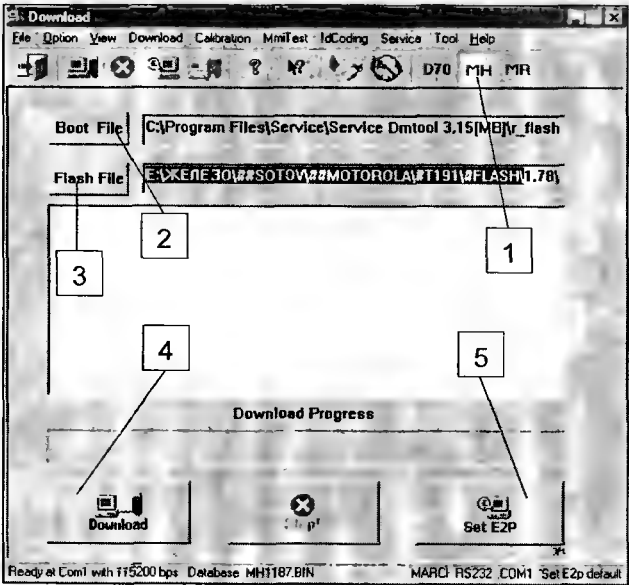 Download
File Option View Download Calibration MmiTest IdCoding Service Tool Help
D70 MH MR
1
Boot File C:\Program Files\Service\Service Dmtool 3.15[MB]\r_flash
Flash File E:\ЖЕЛЕЗО\##SOTOV\##MOTOROLA\#T191\#FLASH\1.78\
2
3
4
5
Download Progress
Download
Set E2P
Ready at Com1 with 115200 bps Database MH1187.BIN MARCI RS232 COM1 Set E2p default